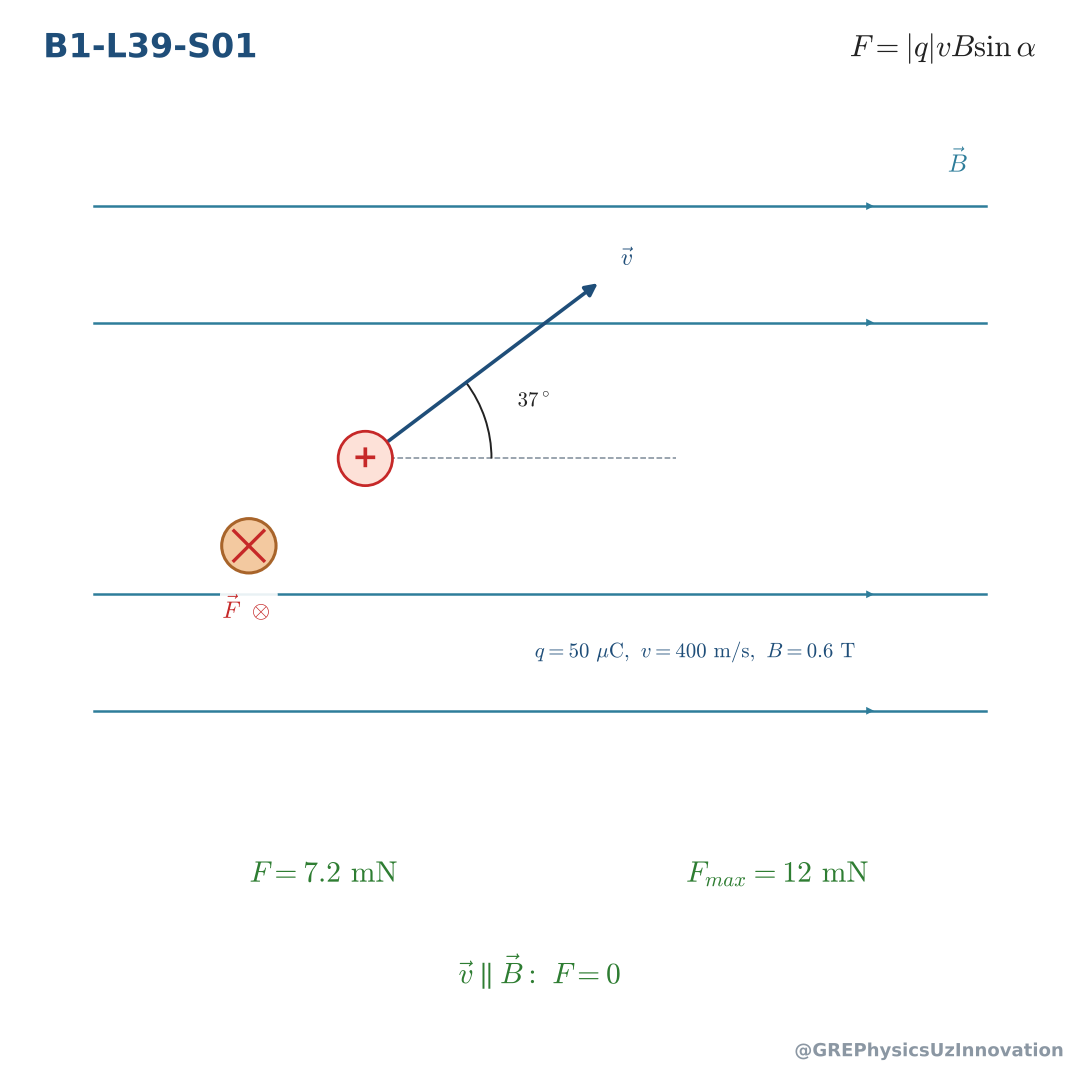 B1-L39-S01
F = |q|vB sin α
B⃗
v⃗
37°
+
F⃗ ⊗
q = 50 μC, v = 400 m/s, B = 0.6 T
F = 7.2 mN
F_max = 12 mN
v⃗ ∥ B⃗ : F = 0
@GREPhysicsUzInnovation